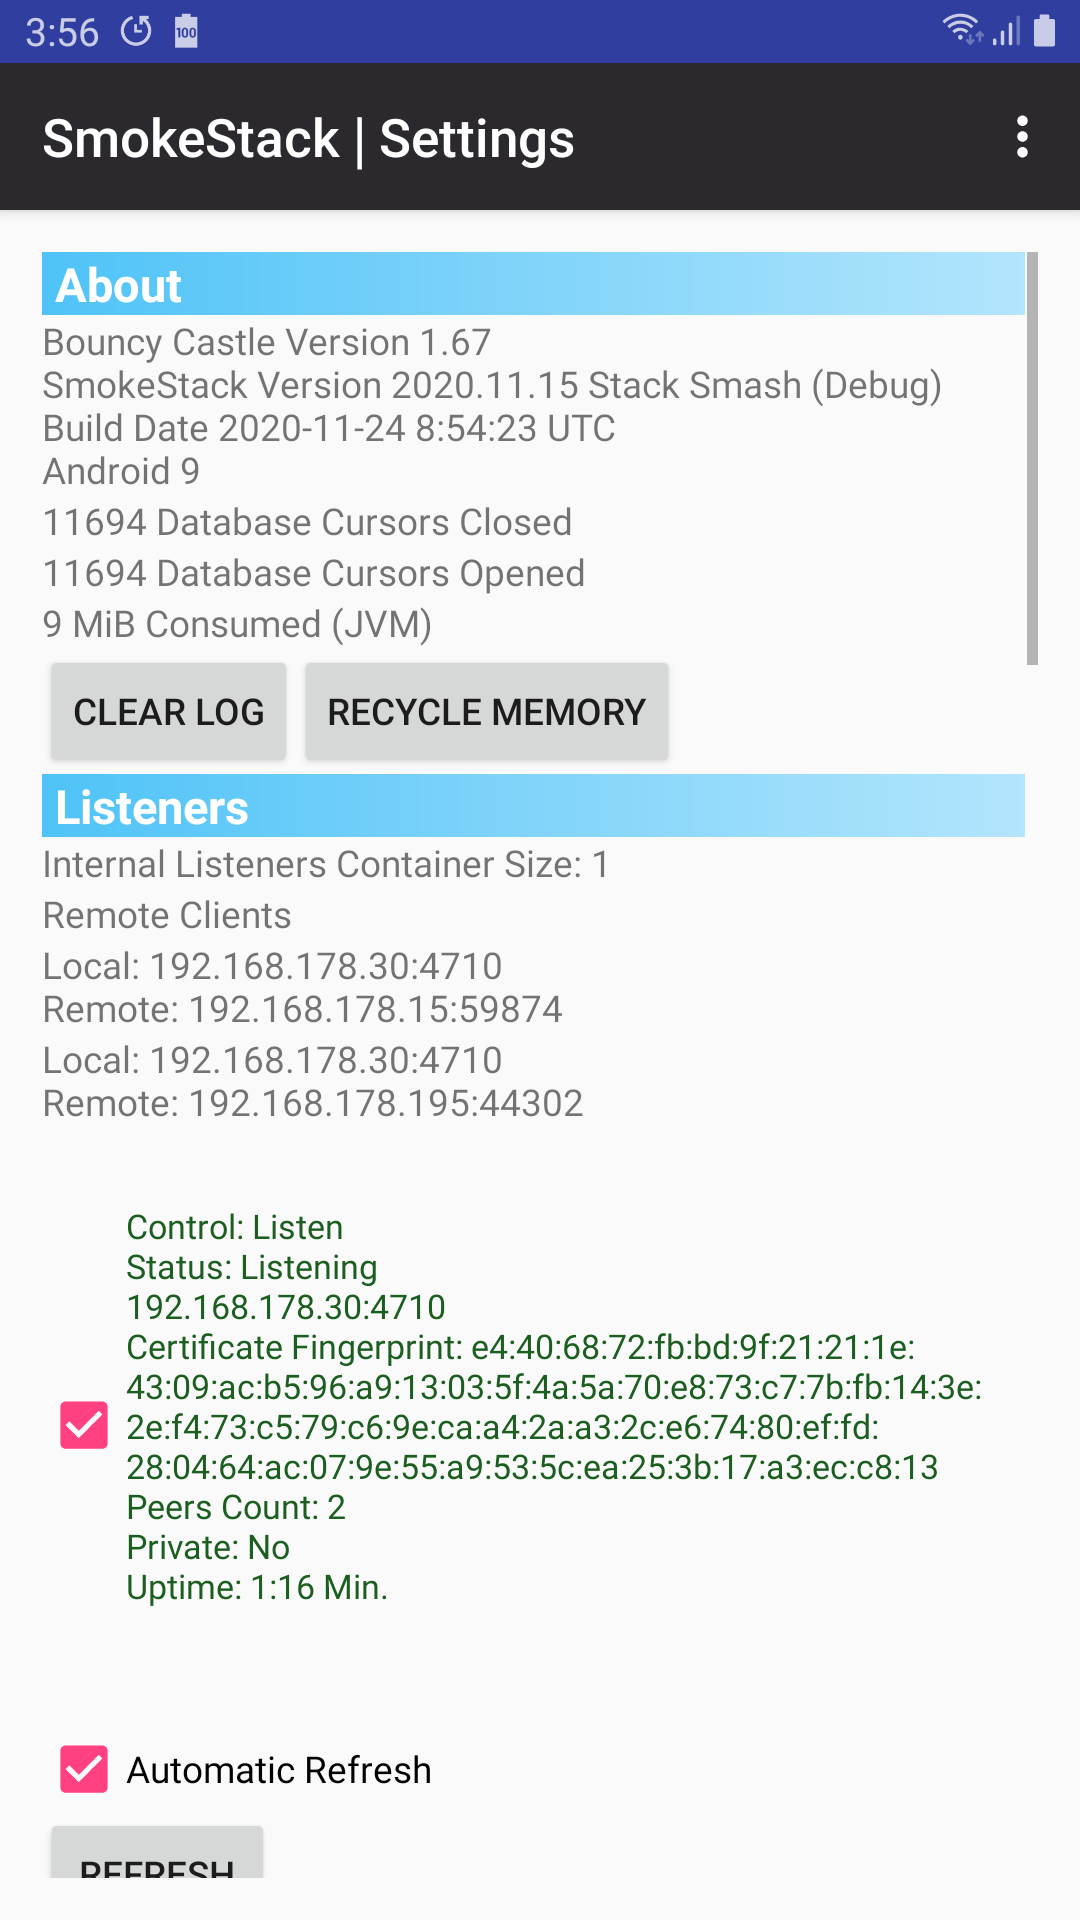 3:56
100
SmokeStack | Settings
About
Bouncy Castle Version 1.67
SmokeStack Version 2020.11.15 Stack Smash (Debug)
Build Date 2020-11-24 8:54:23 UTC
Android 9
11694 Database Cursors Closed
11694 Database Cursors Opened
9 MiB Consumed (JVM)
CLEAR LOG RECYCLE MEMORY
Listeners
Internal Listeners Container Size: 1
Remote Clients
Local: 192.168.178.30:4710
Remote: 192.168.178.15:59874
Local: 192.168.178.30:4710
Remote: 192.168.178.195:44302
Control: Listen
Status: Listening
192.168.178.30:4710
Certificate Fingerprint: e4:40:68:72:fb:bd:9f:21:21:1e:
43:09:ac:b5:96:a9:13:03:5f:4a:5a:70:e8:73:c7:7b:fb:14:3e:
2e:f4:73:c5:79:c6:9e:ca:a4:2a:a3:2c:e6:74:80:ef:fd:
28:04:64:ac:07:9e:55:a9:53:5c:ea:25:3b:17:a3:ec:c8:13
Peers Count: 2
Private: No
Uptime: 1:16 Min.
Automatic Refresh
REFRESH